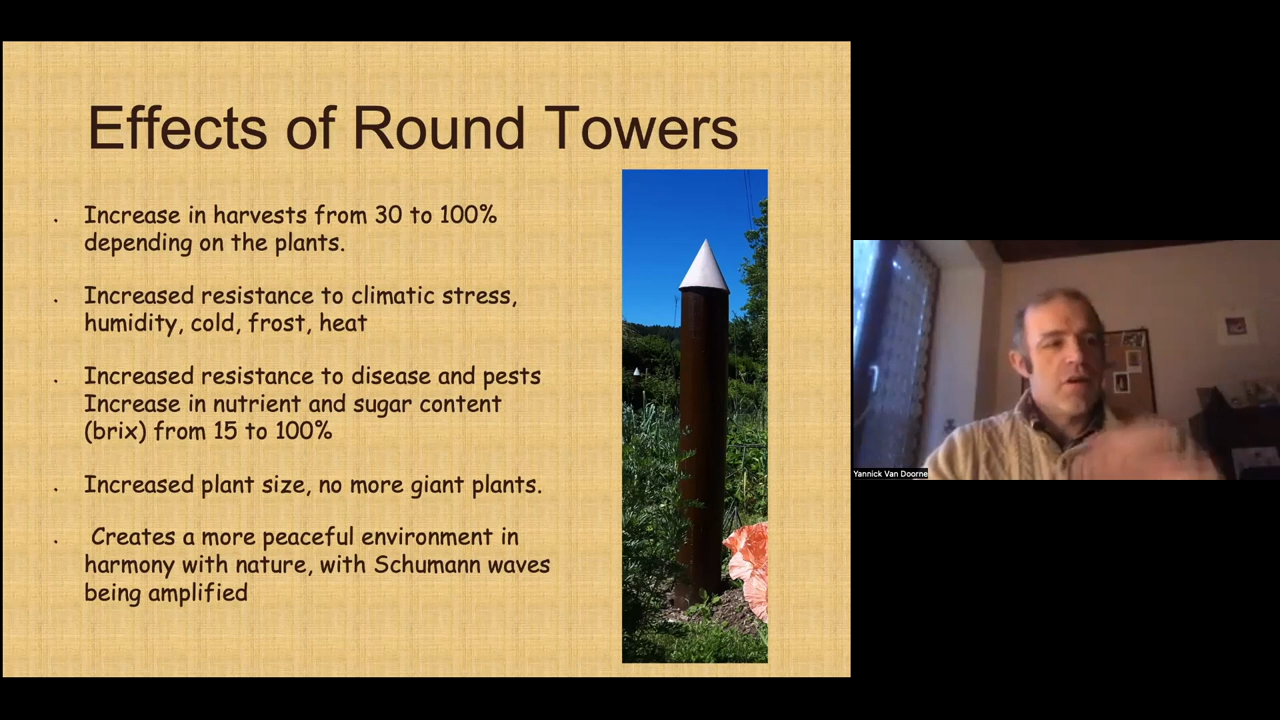 Effects of Round Towers
Increase in harvests from 30 to 100%
depending on the plants.
Increased resistance to climatic stress,
humidity, cold, frost, heat
Increased resistance to disease and pests
Increase in nutrient and sugar content
(brix) from 15 to 100%
Increased plant size, no more giant plants.
Creates a more peaceful environment in
harmony with nature, with Schumann waves
being amplified
Yannick Van Doorne